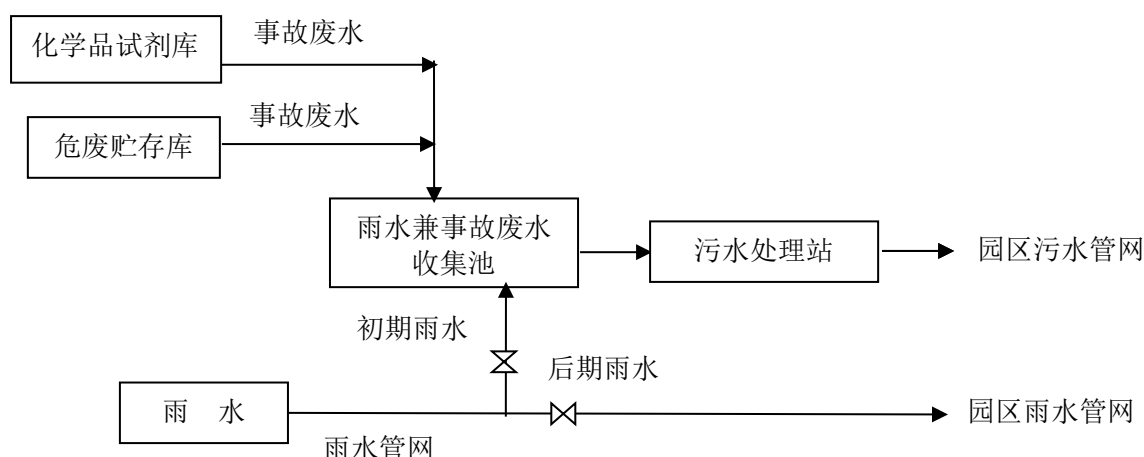 化学品试剂库
事故废水
危废贮存库
事故废水
雨水兼事故废水
收集池
污水处理站
园区污水管网
初期雨水
后期雨水
雨 水
雨水管网
园区雨水管网